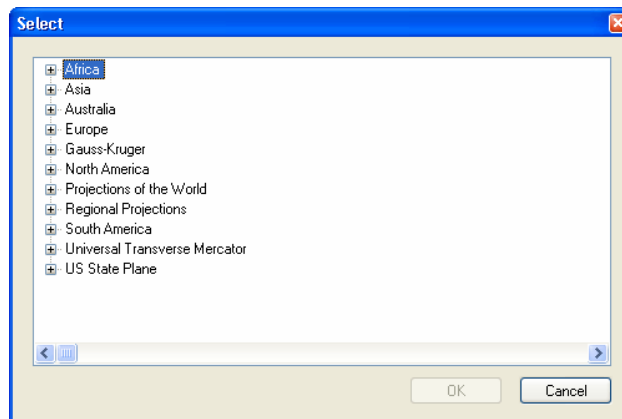 Select
Africa
Asia
Australia
Europe
Gauss-Kruger
North America
Projections of the World
Regional Projections
South America
Universal Transverse Mercator
US State Plane
OK Cancel